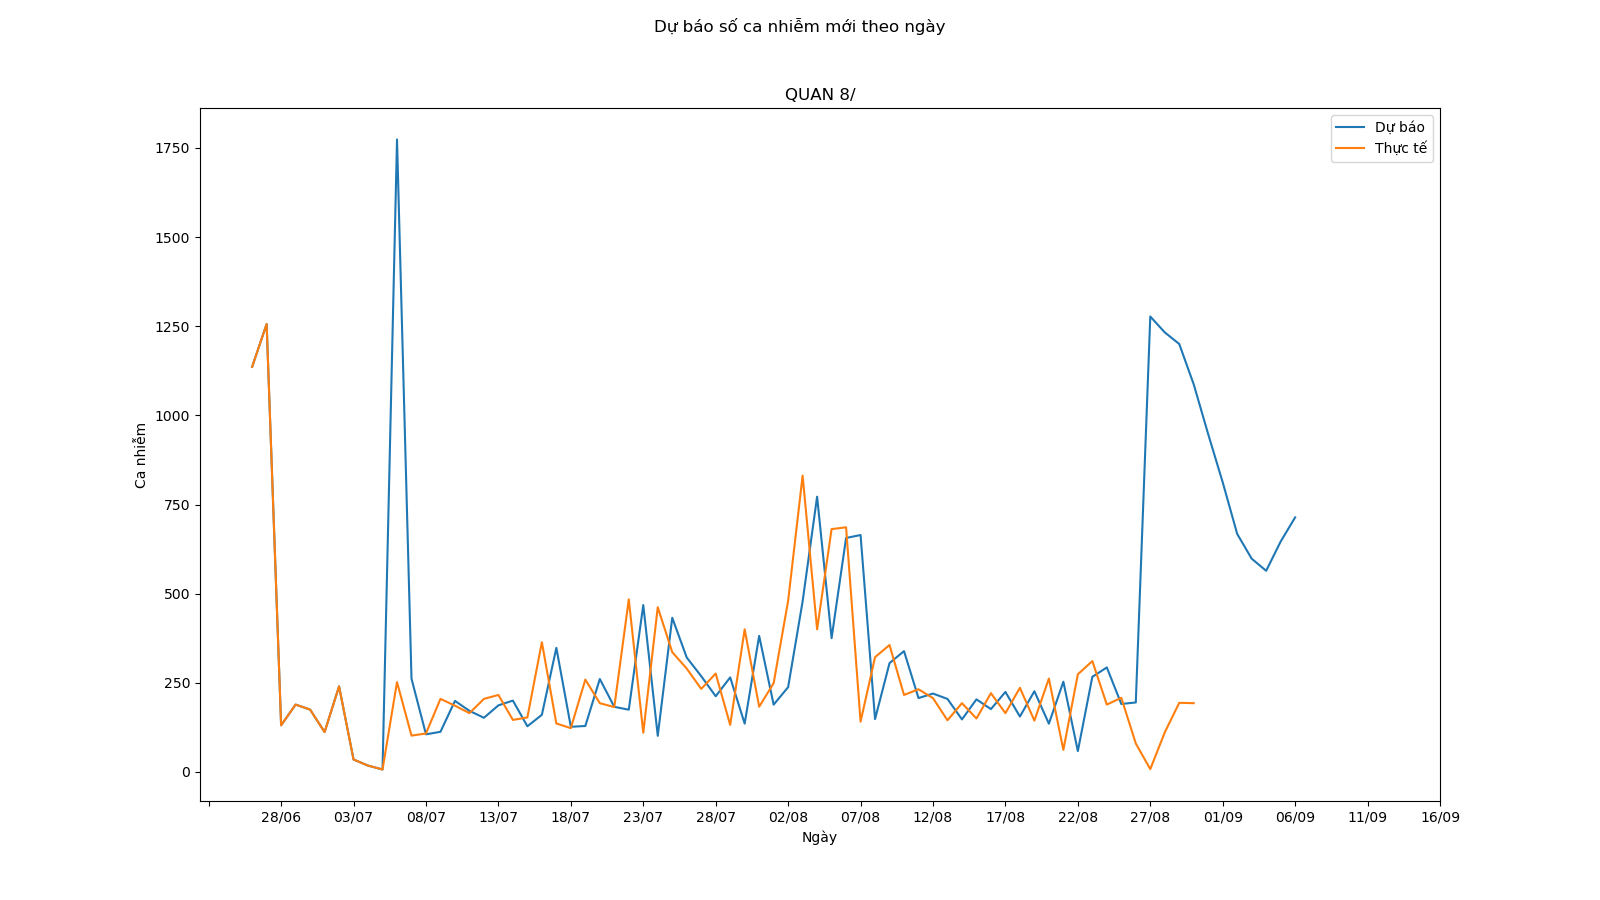 Dự báo số ca nhiễm mới theo ngày
QUAN 8/
Dự báo
Thực tế
1750
1500
1250
1000
750
500
250
0
Ca nhiễm
28/06 03/07 08/07 13/07 18/07 23/07 28/07 02/08 07/08 12/08 17/08 22/08 27/08 01/09 06/09 11/09 16/09
Ngày